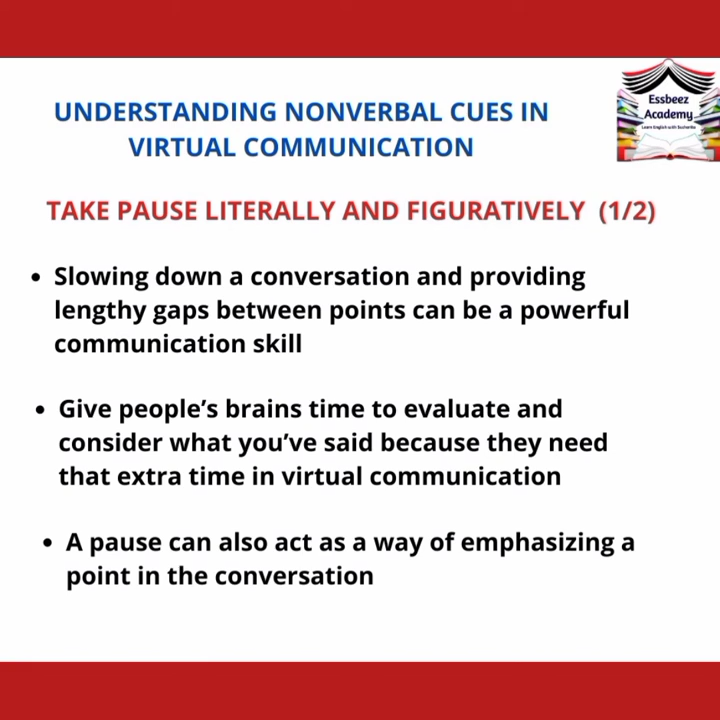 Essbeez
Academy
UNDERSTANDING NONVERBAL CUES IN
VIRTUAL COMMUNICATION
TAKE PAUSE LITERALLY AND FIGURATIVELY (1/2)
• Slowing down a conversation and providing
lengthy gaps between points can be a powerful
communication skill
• Give people’s brains time to evaluate and
consider what you’ve said because they need
that extra time in virtual communication
• A pause can also act as a way of emphasizing a
point in the conversation